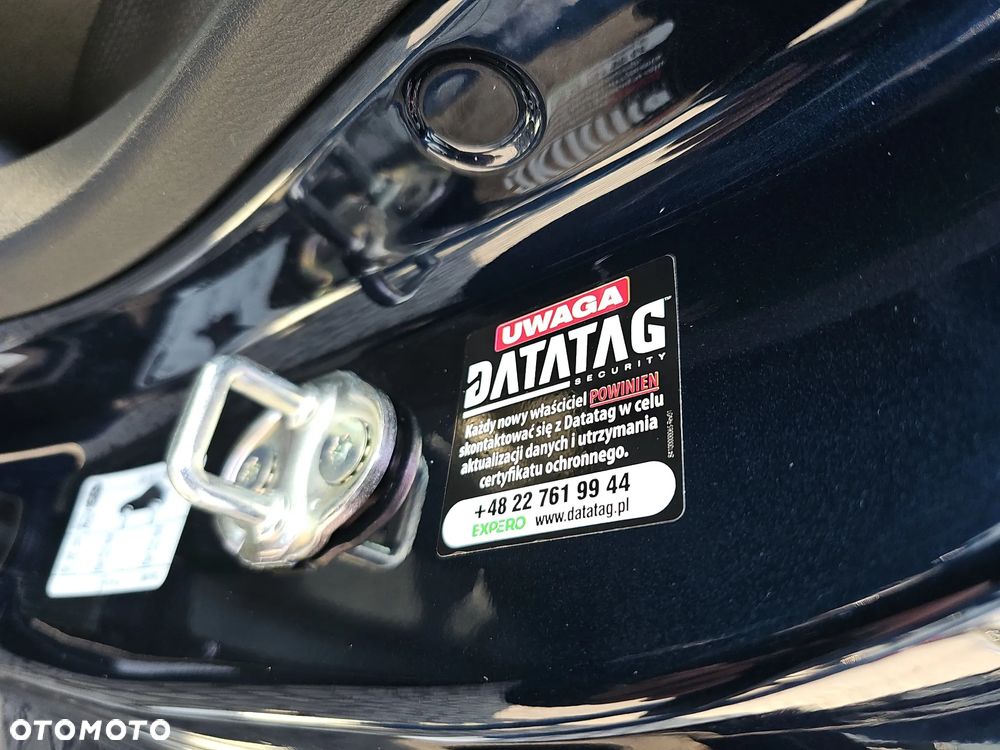 UWAGA
DATATAG™
SECURITY
Każdy nowy właściciel POWINIEN
skontaktować się z Datatag w celu
aktualizacji danych i utrzymania
certyfikatu ochronnego.
+48 22 761 99 44
EXPERO www.datatag.pl
OTOMOTO